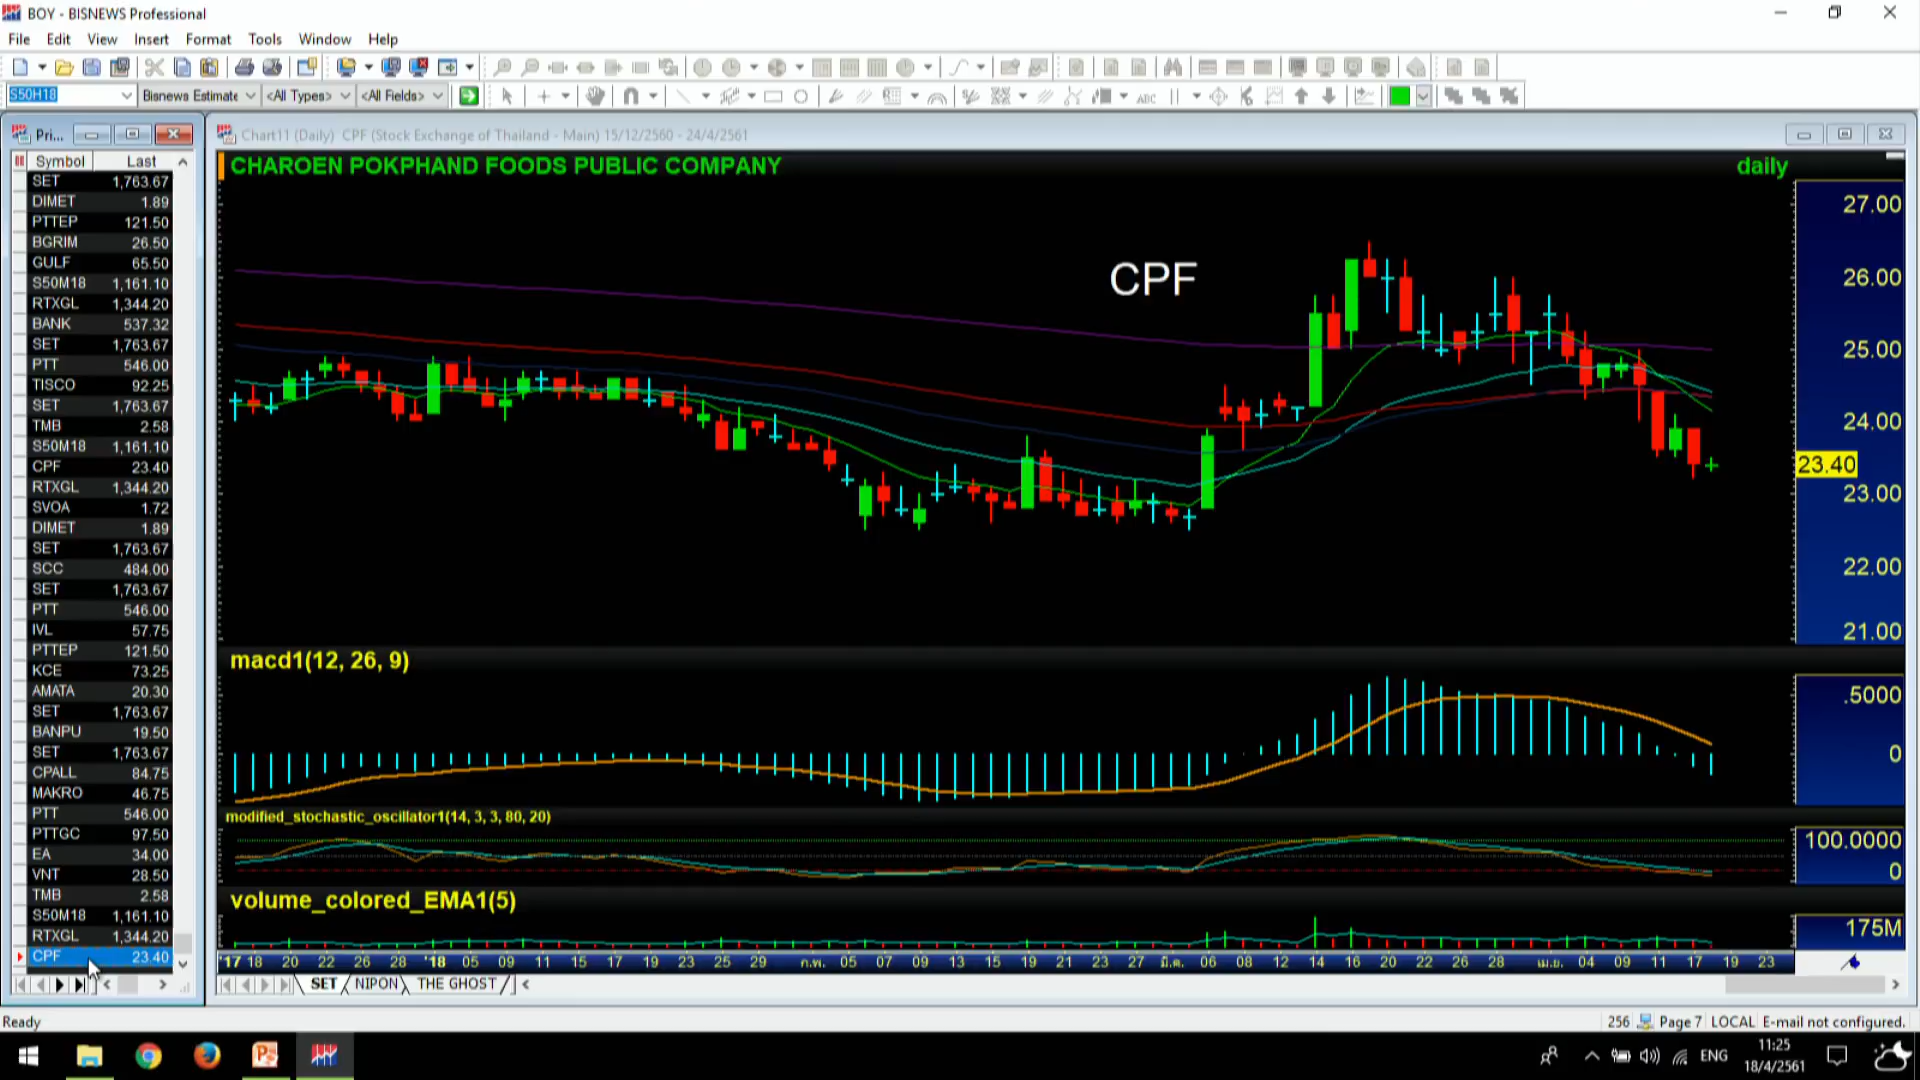 BOY - BISNEWS Professional
File Edit View Insert Format Tools Window Help
S50H18 Bisnews Estimate <All Types> <All Fields>
ABC
Pri... Chart11 (Daily) CPF (Stock Exchange of Thailand - Main) 15/12/2560 - 24/4/2561
Symbol Last
SET 1,763.67
DIMET 1.89
PTTEP 121.50
BGRIM 26.50
GULF 65.50
S50M18 1,161.10
RTXGL 1,344.20
BANK 537.32
SET 1,763.67
PTT 546.00
TISCO 92.25
SET 1,763.67
TMB 2.58
S50M18 1,161.10
CPF 23.40
RTXGL 1,344.20
SVOA 1.72
DIMET 1.89
SET 1,763.67
SCC 484.00
SET 1,763.67
PTT 546.00
IVL 57.75
PTTEP 121.50
KCE 73.25
AMATA 20.30
SET 1,763.67
BANPU 19.50
SET 1,763.67
CPALL 84.75
MAKRO 46.75
PTT 546.00
PTTGC 97.50
EA 34.00
VNT 28.50
TMB 2.58
S50M18 1,161.10
RTXGL 1,344.20
CPF 23.40
CHAROEN POKPHAND FOODS PUBLIC COMPANY daily
CPF
27.00
26.00
25.00
24.00
23.40
23.00
22.00
21.00
macd1(12, 26, 9)
.5000
0
modified_stochastic_oscillator1(14, 3, 3, 80, 20)
100.0000
0
volume_colored_EMA1(5)
175M
'17 18 20 22 26 28 '18 05 09 11 15 17 19 23 25 29 ก.พ. 05 07 09 13 15 19 21 23 27 มี.ค. 06 08 12 14 16 20 22 26 28 เม.ย. 04 09 11 17 19 23
SET NIPON THE GHOST
Ready 256 Page 7 LOCAL E-mail not configured.
ENG 11:25
18/4/2561